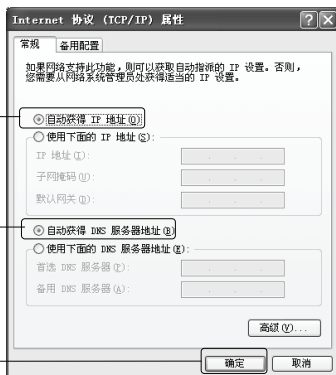 Internet 协议 (TCP/IP) 属性
常规 备用配置
如果网络支持此功能，则可以获取自动指派的 IP 设置。否则，
您需要从网络系统管理员处获得适当的 IP 设置。
自动获得 IP 地址(O)
使用下面的 IP 地址(S):
IP 地址(I):
子网掩码(U):
默认网关(D):
自动获得 DNS 服务器地址(B)
使用下面的 DNS 服务器地址(E):
首选 DNS 服务器(P):
备用 DNS 服务器(A):
高级(V)...
确定 取消